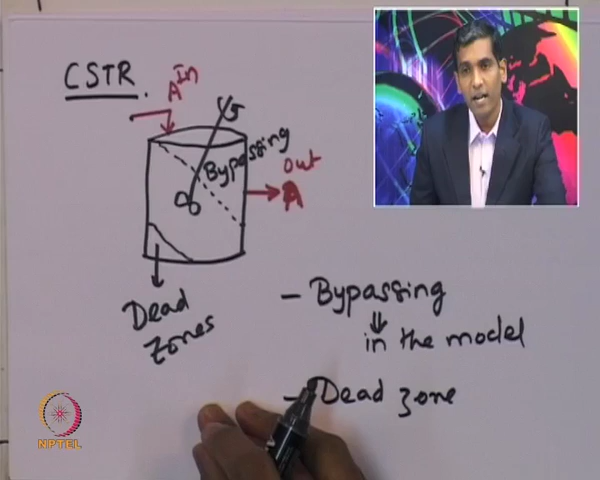 CSTR.
In
A
Bypassing
Out
A
Dead
Zones
- Bypassing
in the model
- Dead zone
NPTEL